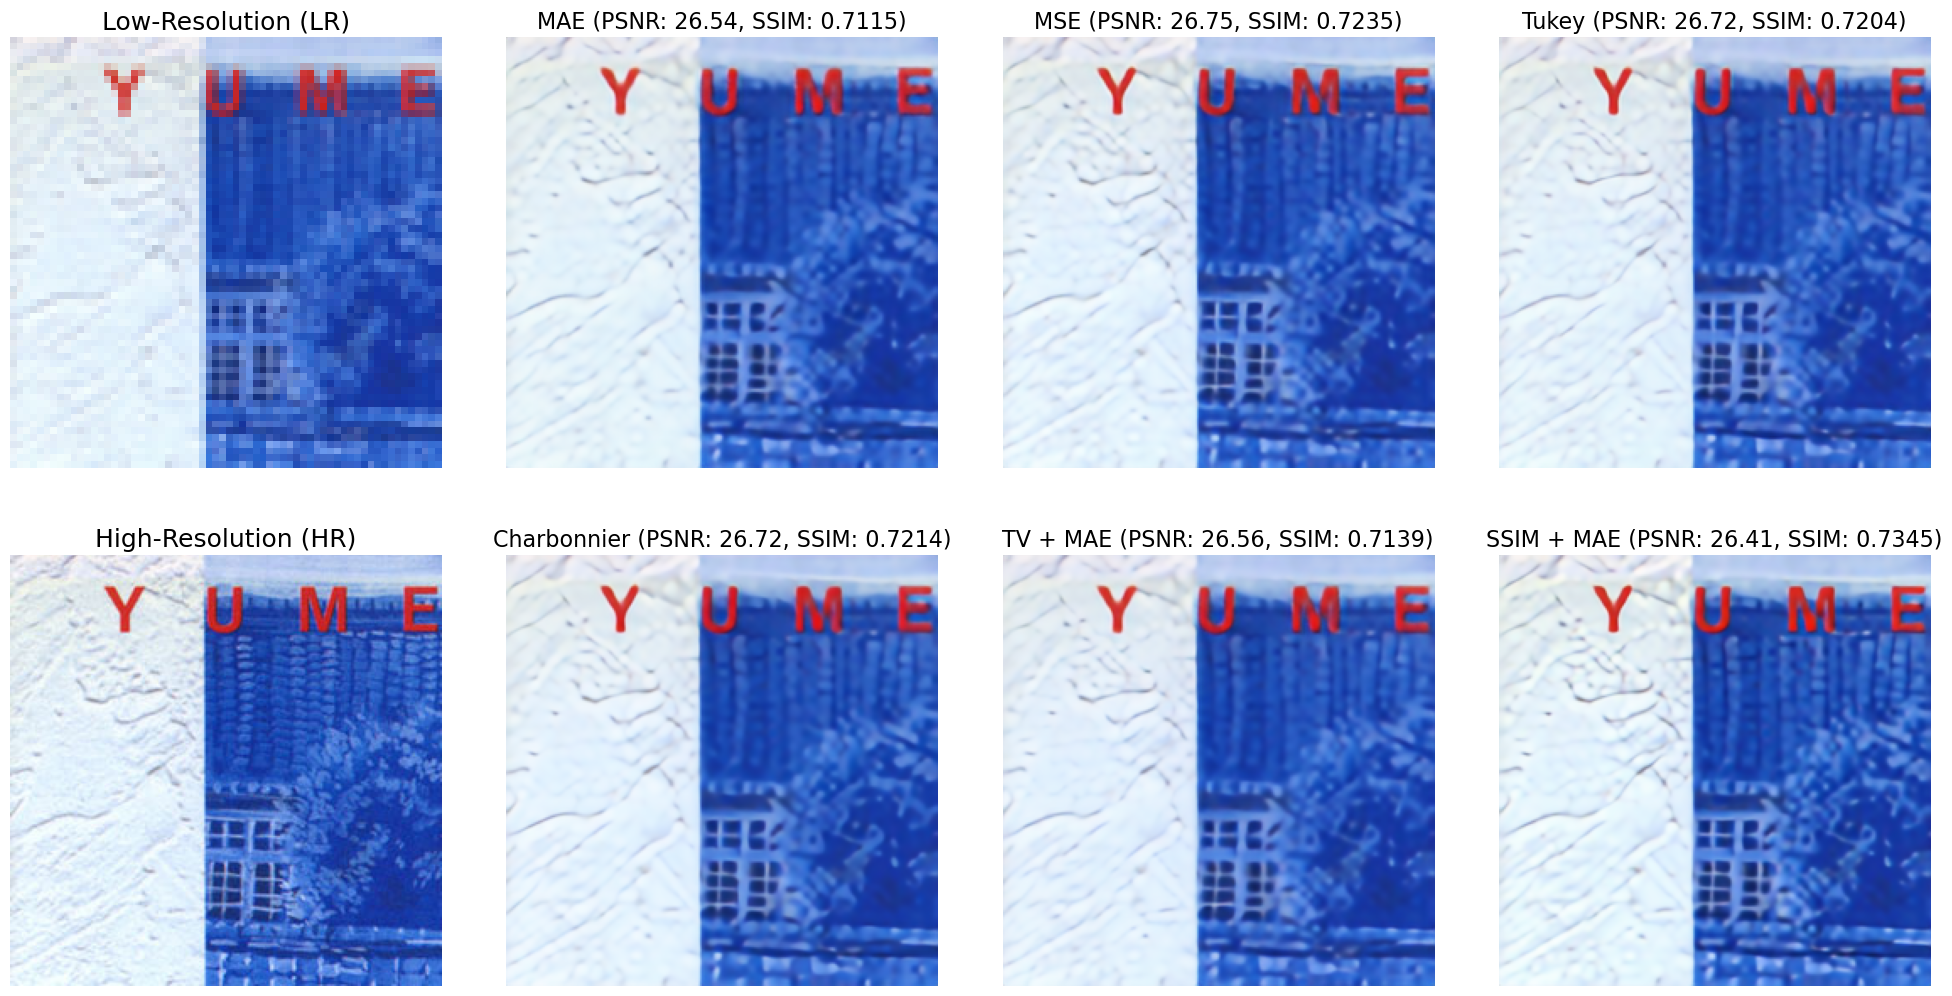 Low-Resolution (LR)
MAE (PSNR: 26.54, SSIM: 0.7115)
MSE (PSNR: 26.75, SSIM: 0.7235)
Tukey (PSNR: 26.72, SSIM: 0.7204)
Y U M E
Y U M E
Y U M E
Y U M E
High-Resolution (HR)
Charbonnier (PSNR: 26.72, SSIM: 0.7214)
TV + MAE (PSNR: 26.56, SSIM: 0.7139)
SSIM + MAE (PSNR: 26.41, SSIM: 0.7345)
Y U M E
Y U M E
Y U M E
Y U M E